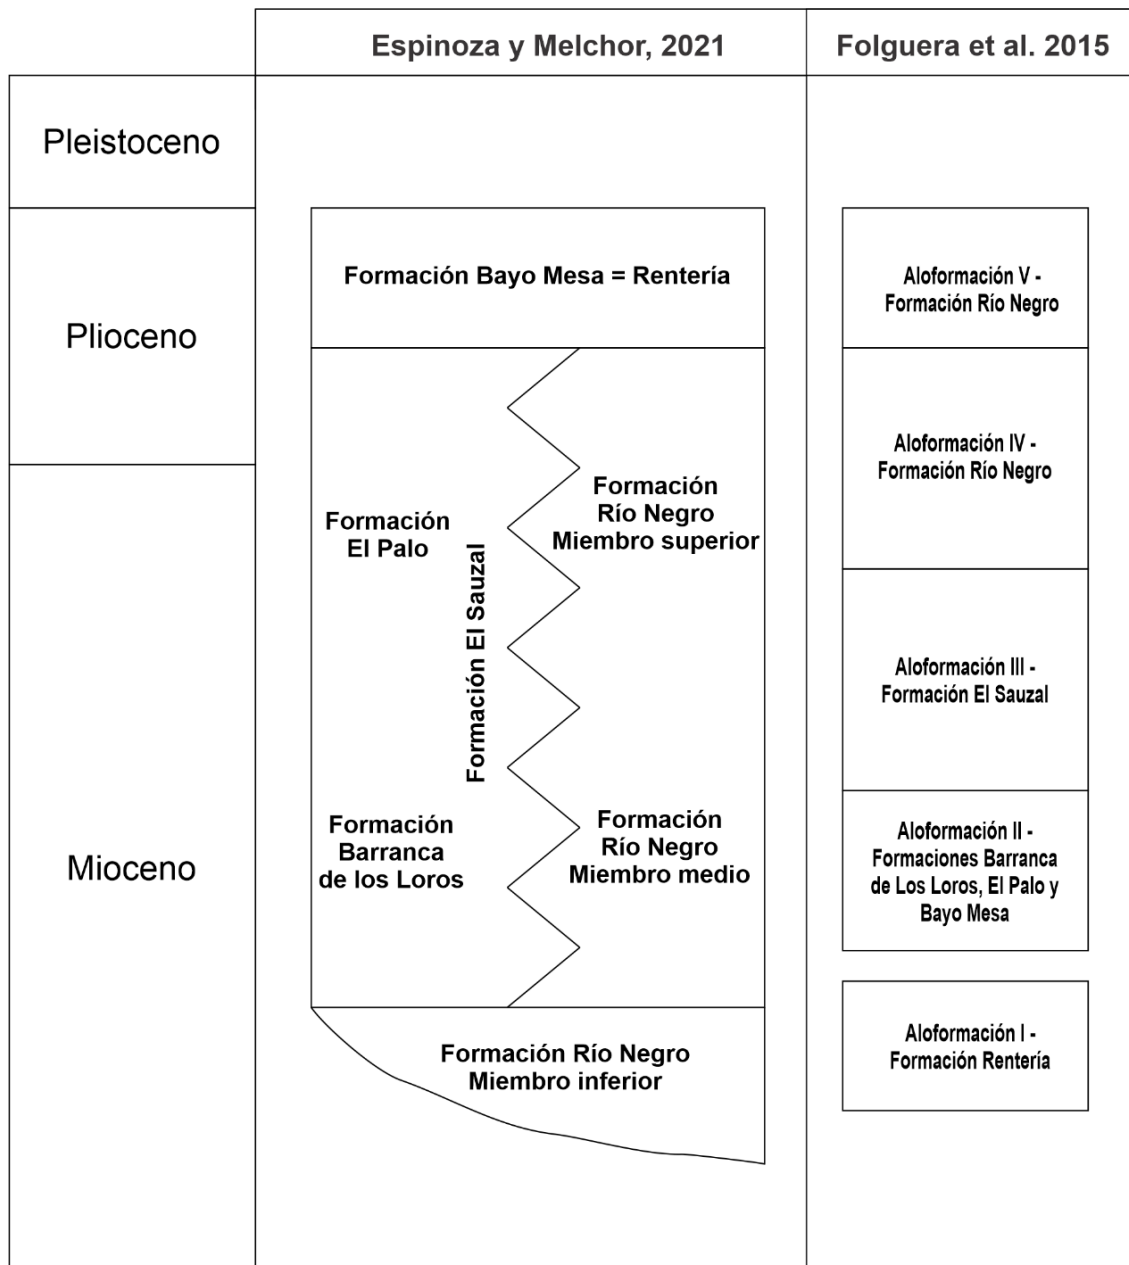 Espinoza y Melchor, 2021
Folguera et al. 2015
Pleistoceno
Plioceno
Mioceno
Formación Bayo Mesa = Rentería
Formación
El Palo
Formación El Sauzal
Formación
Río Negro
Miembro superior
Formación
Barranca
de los Loros
Formación
Río Negro
Miembro medio
Formación Río Negro
Miembro inferior
Aloformación V -
Formación Río Negro
Aloformación IV -
Formación Río Negro
Aloformación III -
Formación El Sauzal
Aloformación II -
Formaciones Barranca
de Los Loros, El Palo y
Bayo Mesa
Aloformación I -
Formación Rentería